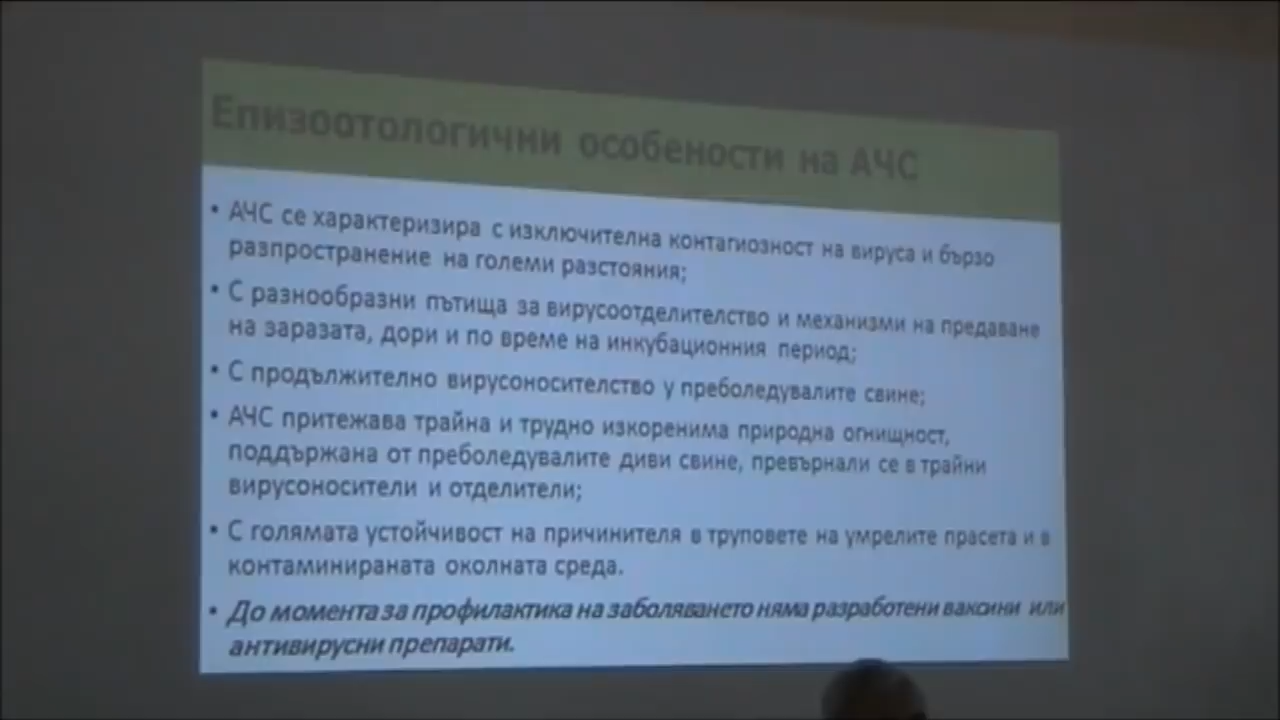 Епизоотологични особености на АЧС
• АЧС се характеризира с изключителна контагиозност на вируса и бързо
разпространение на големи разстояния;
• С разнообразни пътища за вирусоотделителство и механизми на предаване
на заразата, дори и по време на инкубационния период;
• С продължително вирусоносителство у преболедувалите свине;
• АЧС притежава трайна и трудно изкоренима природна огнищност,
поддържана от преболедувалите диви свине, превърнали се в трайни
вирусоносители и отделители;
• С голямата устойчивост на причинителя в труповете на умрелите прасета и в
контаминираната околната среда.
• До момента за профилактика на заболяването няма разработени ваксини или
антивирусни препарати.